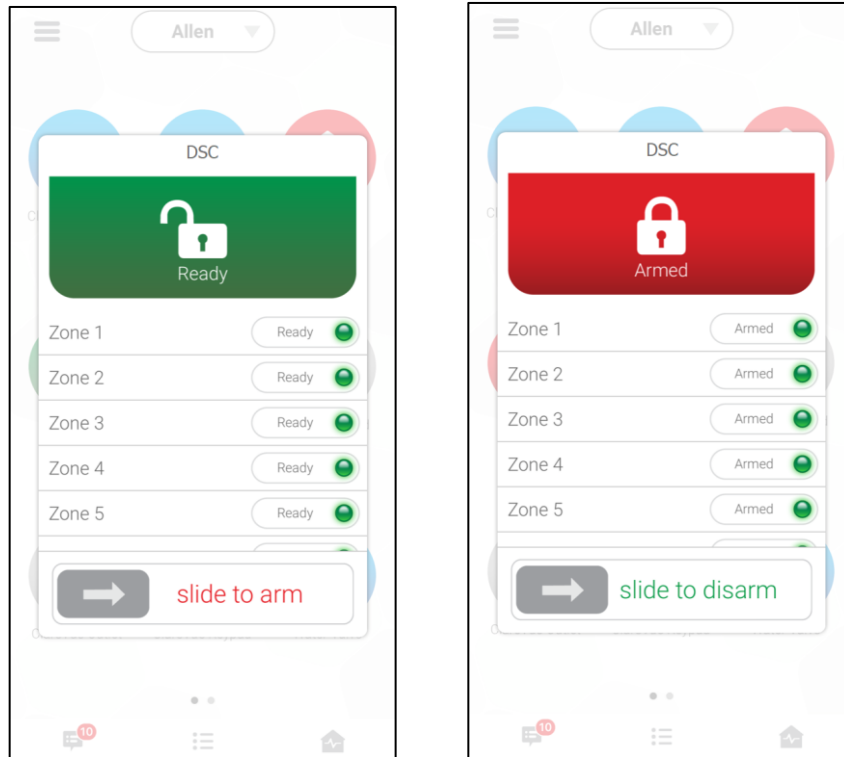 Allen
DSC
Ready
Zone 1 Ready
Zone 2 Ready
Zone 3 Ready
Zone 4 Ready
Zone 5 Ready
slide to arm
10
Allen
DSC
Armed
Zone 1 Armed
Zone 2 Armed
Zone 3 Armed
Zone 4 Armed
Zone 5 Armed
slide to disarm
10